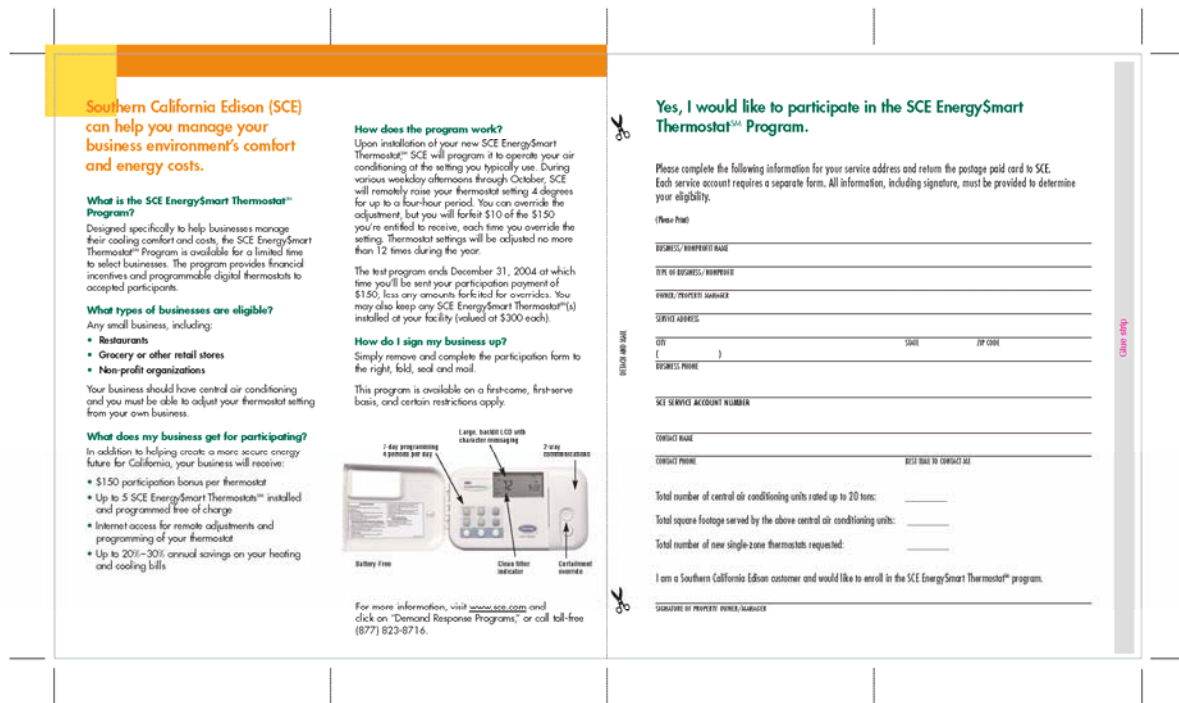 Southern California Edison (SCE)
can help you manage your
business environment's comfort
and energy costs.
What is the SCE Energy$mart Thermostat℠
Program?
Designed specifically to help businesses manage
their cooling comfort and costs, the SCE Energy$mart
Thermostat℠ Program is available for a limited time
to select businesses. The program provides financial
incentives and programmable digital thermostats to
accepted participants.
What types of businesses are eligible?
Any small business, including:
• Restaurants
• Grocery or other retail stores
• Non-profit organizations
Your business should have central air conditioning
and you must be able to adjust your thermostat setting
from your own business.
What does my business get for participating?
In addition to helping create a more secure energy
future for California, your business will receive:
• $150 participation bonus per thermostat
• Up to 5 SCE Energy$mart Thermostats℠ installed
and programmed free of charge
• Internet access for remote adjustments and
programming of your thermostat
• Up to 20%–30% annual savings on your heating
and cooling bills
How does the program work?
Upon installation of your new SCE Energy$mart
Thermostat,℠ SCE will program it to operate your air
conditioning at the setting you typically use. During
various weekday afternoons through October, SCE
will remotely raise your thermostat setting 4 degrees
for up to a four-hour period. You can override the
adjustment, but you will forfeit $10 of the $150
you're entitled to receive, each time you override the
setting. Thermostat settings will be adjusted no more
than 12 times during the year.
The test program ends December 31, 2004 at which
time you'll be sent your participation payment of
$150, less any amounts forfeited for overrides. You
may also keep any SCE Energy$mart Thermostat℠(s)
installed at your facility (valued at $300 each).
How do I sign my business up?
Simply remove and complete the participation form to
the right, fold, seal and mail.
This program is available on a first-come, first-serve
basis, and certain restrictions apply.
Large, backlit LCD with
character messaging
7-day programming
4 periods per day
2-way
communications
Battery-Free
Clean filter
indicator
Curtailment
override
For more information, visit www.sce.com and
click on "Demand Response Programs," or call toll-free
(877) 823-8716.
DETACH AND MAIL
Yes, I would like to participate in the SCE Energy$mart
Thermostat℠ Program.
Please complete the following information for your service address and return the postage paid card to SCE.
Each service account requires a separate form. All information, including signature, must be provided to determine
your eligibility.
(Please Print)
BUSINESS/NONPROFIT NAME
TYPE OF BUSINESS/NONPROFIT
OWNER/PROPERTY MANAGER
SERVICE ADDRESS
CITY STATE ZIP CODE
( )
BUSINESS PHONE
SCE SERVICE ACCOUNT NUMBER
CONTACT NAME
CONTACT PHONE BEST TIME TO CONTACT ME
Total number of central air conditioning units rated up to 20 tons:
Total square footage served by the above central air conditioning units:
Total number of new single-zone thermostats requested:
I am a Southern California Edison customer and would like to enroll in the SCE Energy$mart Thermostat℠ program.
SIGNATURE OF PROPERTY OWNER/MANAGER
Glue strip